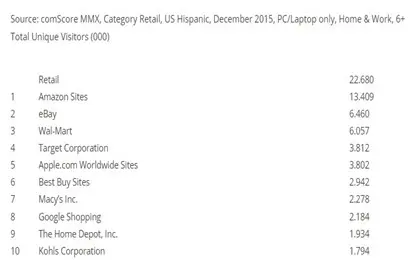 Source: comScore MMX, Category Retail, US Hispanic, December 2015, PC/Laptop only, Home & Work, 6+
Total Unique Visitors (000)
Retail 22.680
1 Amazon Sites 13.409
2 eBay 6.460
3 Wal-Mart 6.057
4 Target Corporation 3.812
5 Apple.com Worldwide Sites 3.802
6 Best Buy Sites 2.942
7 Macy's Inc. 2.278
8 Google Shopping 2.184
9 The Home Depot, Inc. 1.934
10 Kohls Corporation 1.794